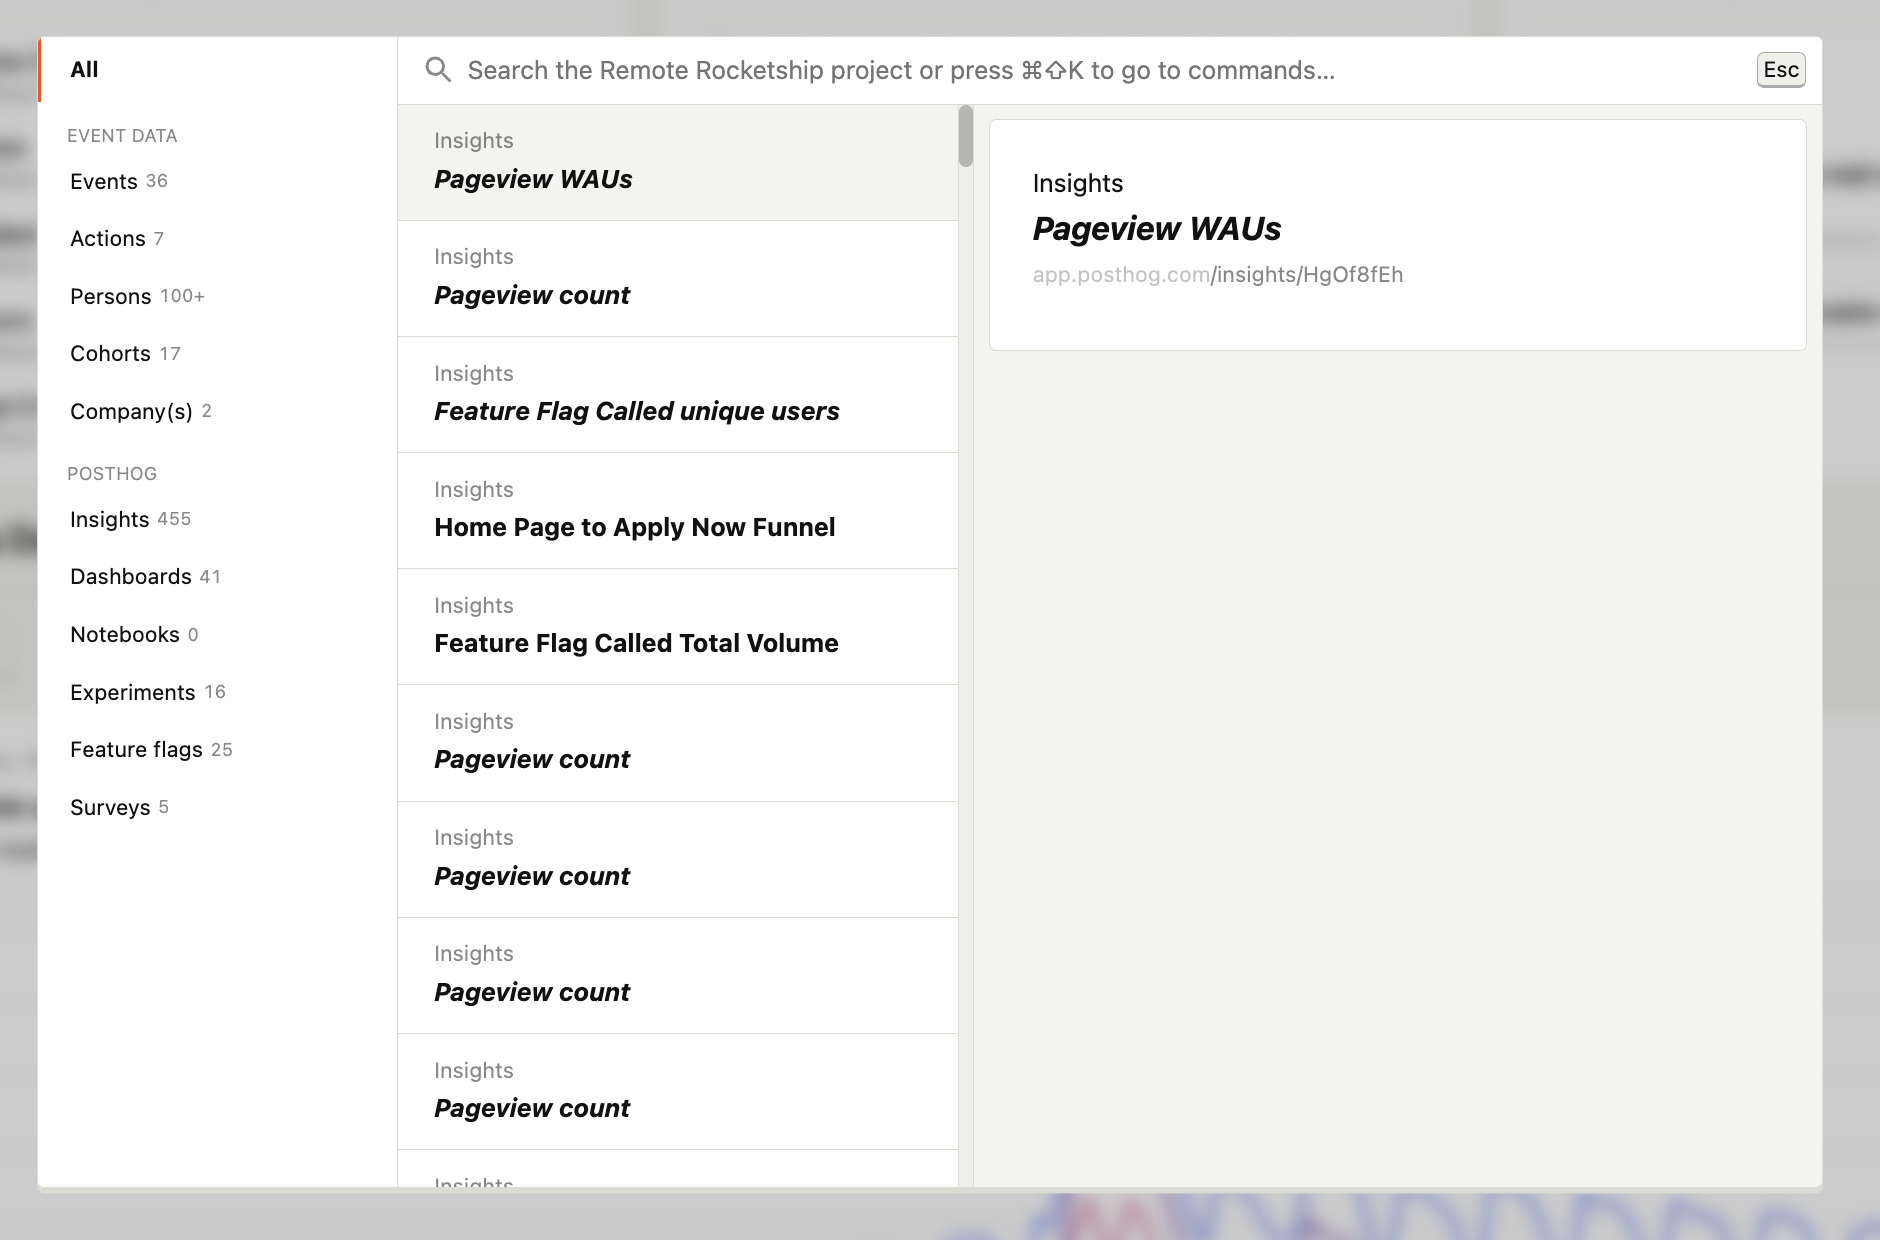 All
EVENT DATA
Events 36
Actions 7
Persons 100+
Cohorts 17
Company(s) 2
POSTHOG
Insights 455
Dashboards 41
Notebooks 0
Experiments 16
Feature flags 25
Surveys 5
Search the Remote Rocketship project or press ⌘⇧K to go to commands...
Esc
Insights
Pageview WAUs
Insights
Pageview count
Insights
Feature Flag Called unique users
Insights
Home Page to Apply Now Funnel
Insights
Feature Flag Called Total Volume
Insights
Pageview count
Insights
Pageview count
Insights
Pageview count
Insights
Pageview count
Insights
Insights
Pageview WAUs
app.posthog.com/insights/HgOf8fEh